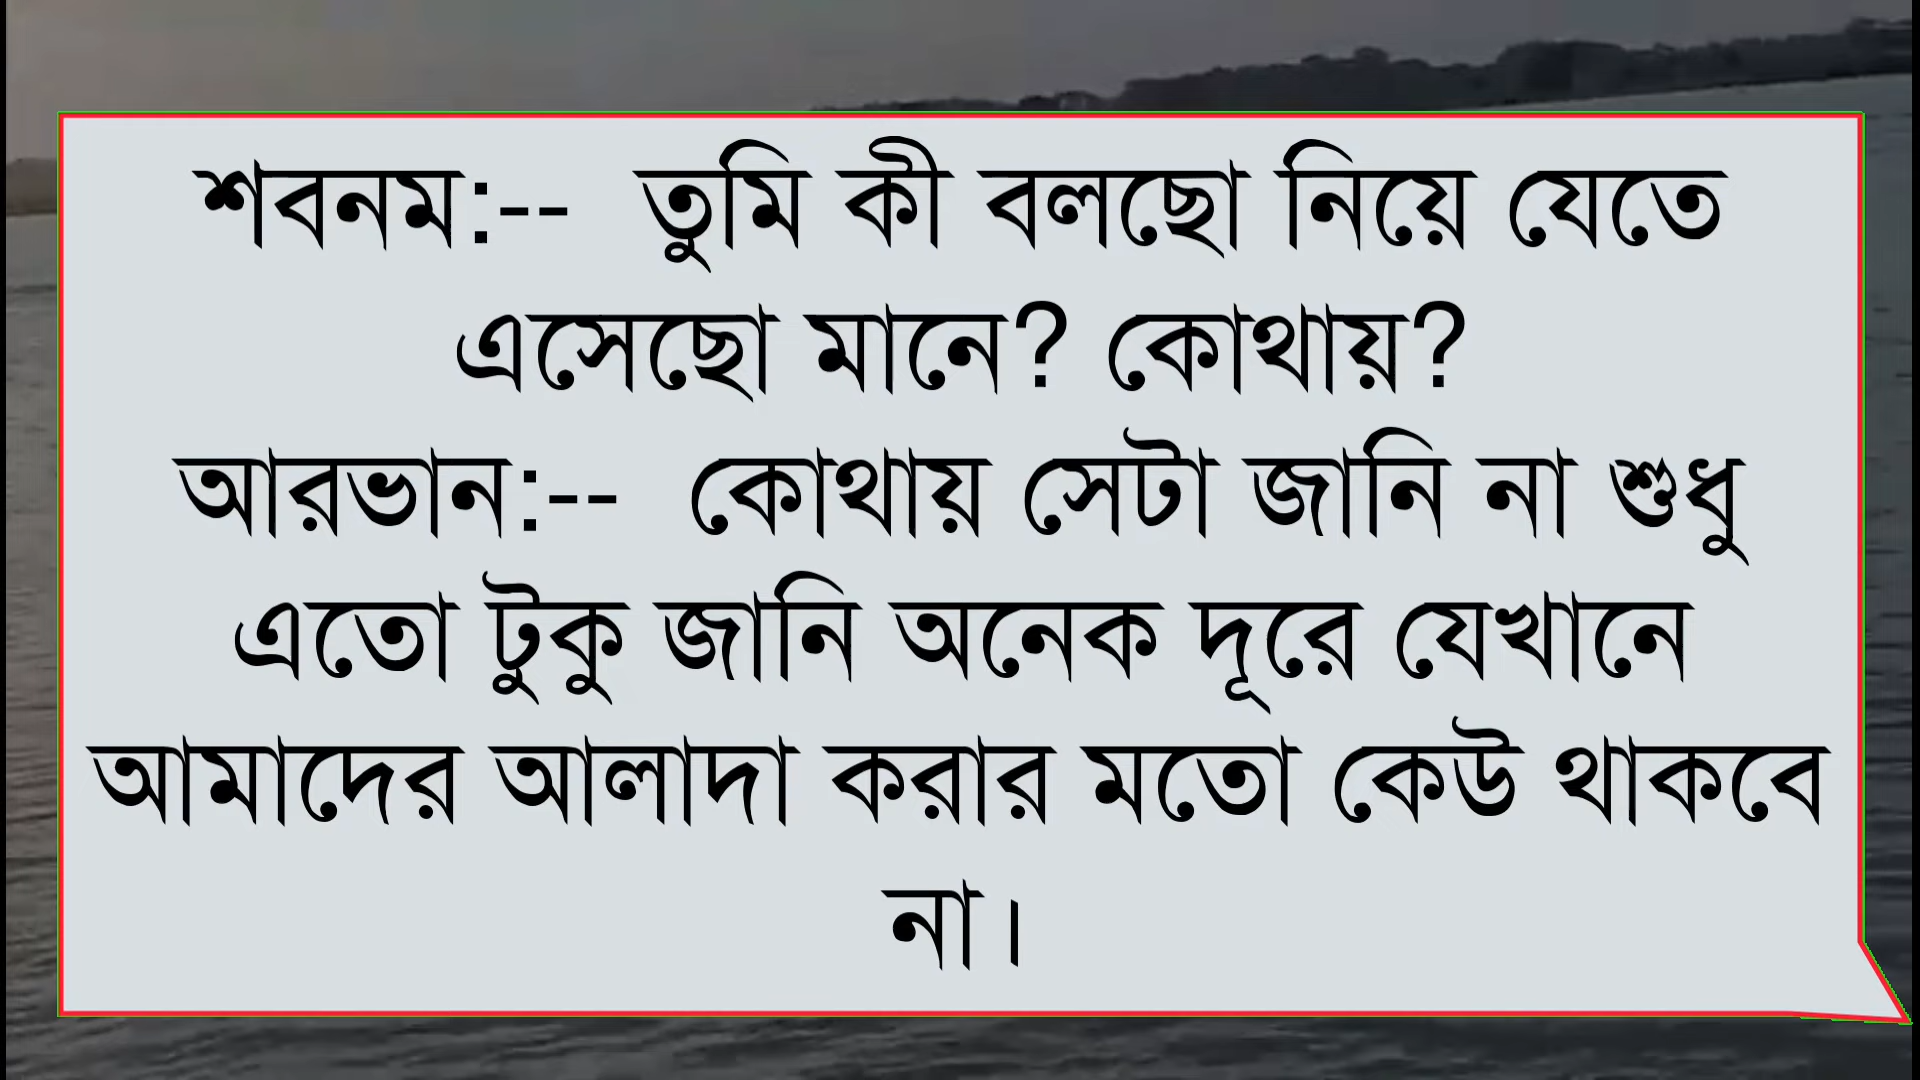 শবনম:--  তুমি কী বলছো নিয়ে যেতে
এসেছো মানে? কোথায়?
আরভান:--  কোথায় সেটা জানি না শুধু
এতো টুকু জানি অনেক দূরে যেখানে
আমাদের আলাদা করার মতো কেউ থাকবে
না।